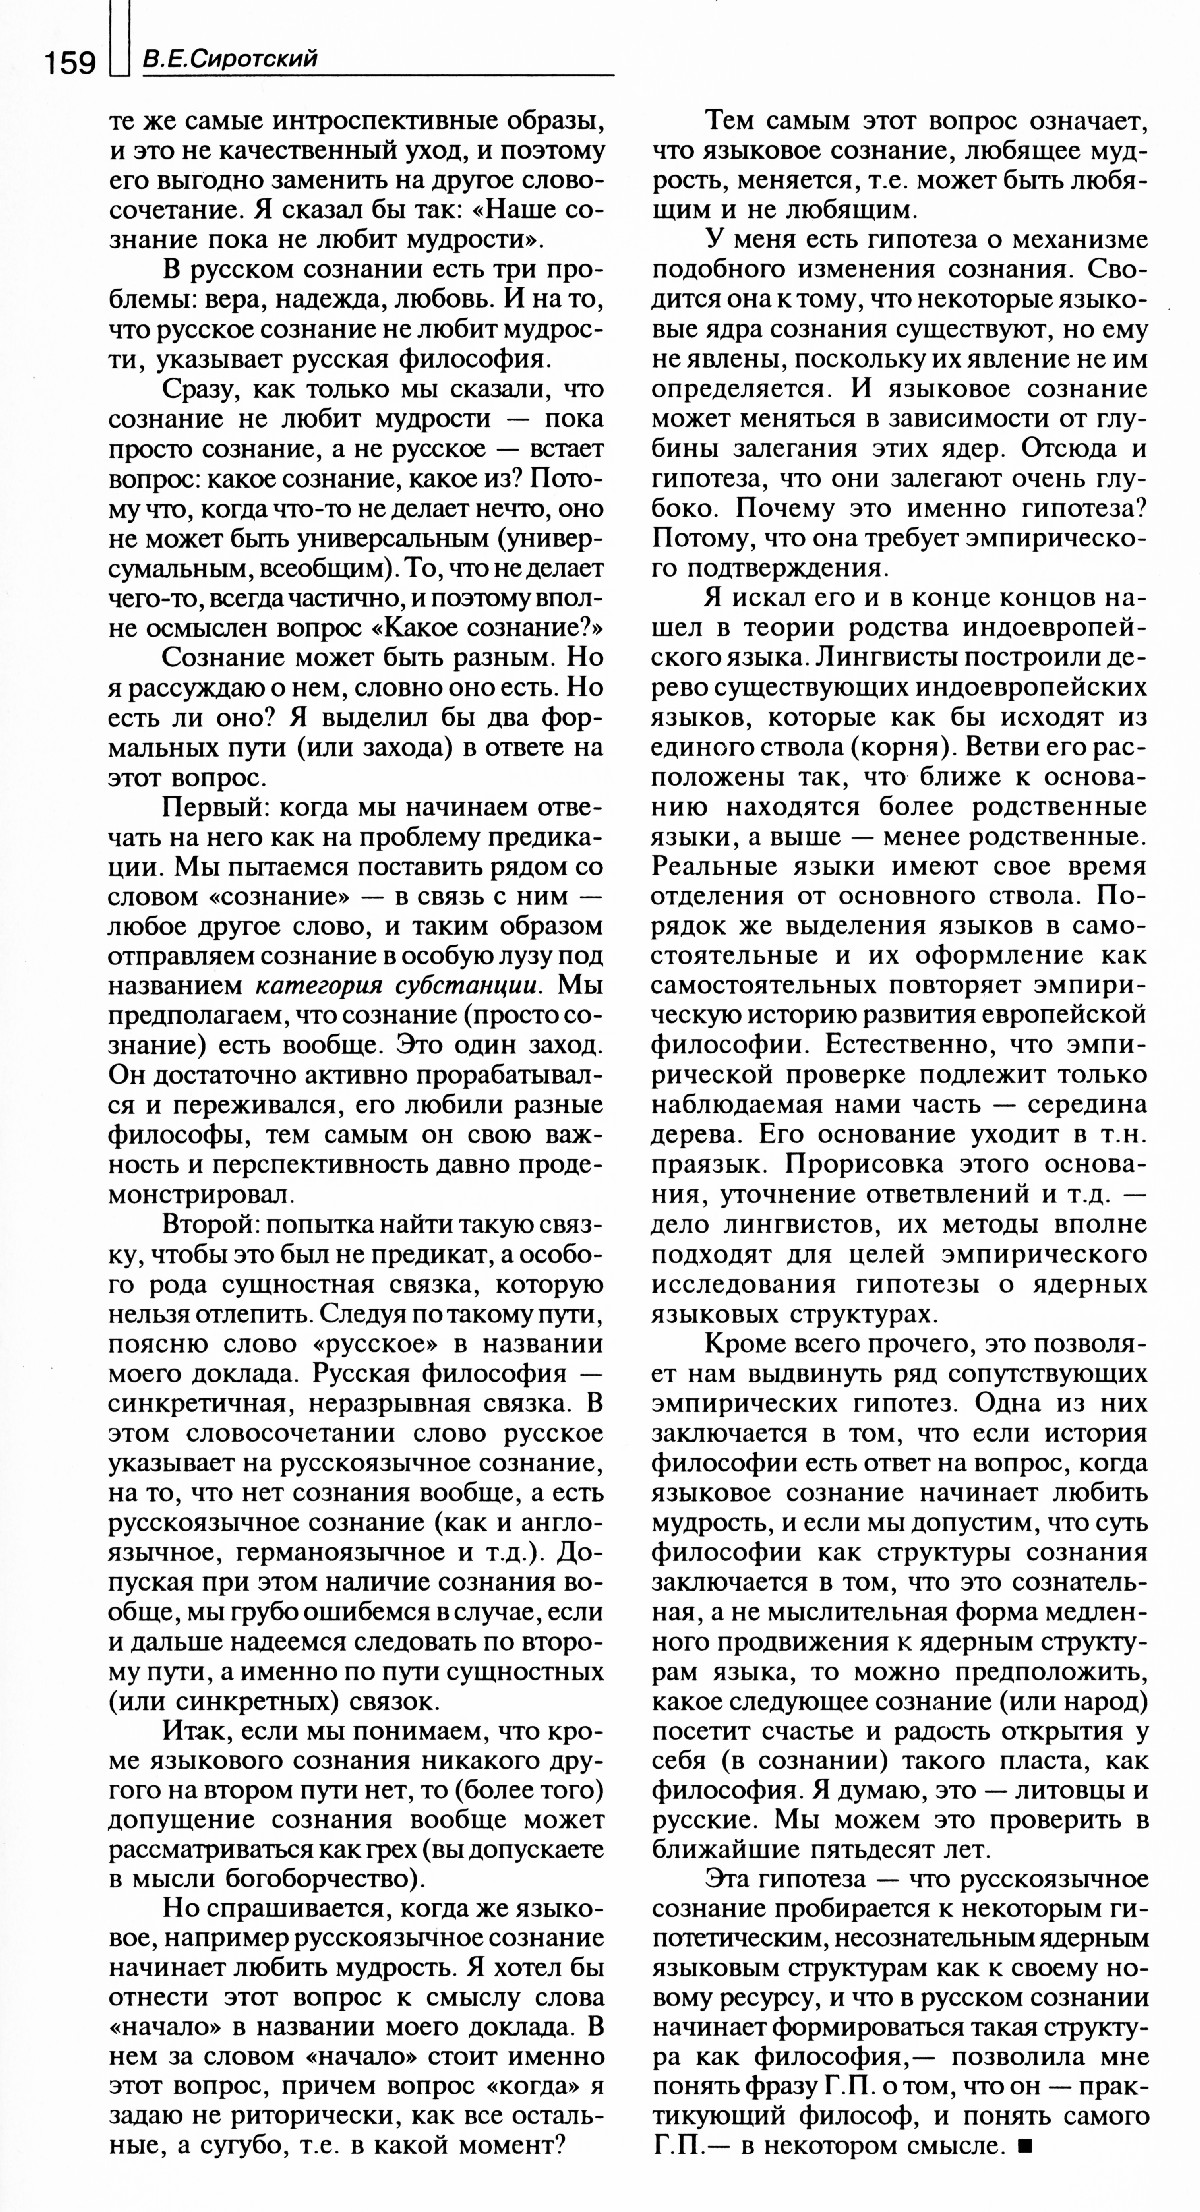 159
В.Е.Сиротский
те же самые интроспективные образы,
и это не качественный уход, и поэтому
его выгодно заменить на другое слово-
сочетание. Я сказал бы так: «Наше со-
знание пока не любит мудрости».
В русском сознании есть три про-
блемы: вера, надежда, любовь. И на то,
что русское сознание не любит мудрос-
ти, указывает русская философия.
Сразу, как только мы сказали, что
сознание не любит мудрости — пока
просто сознание, а не русское — встает
вопрос: какое сознание, какое из? Пото-
му что, когда что-то не делает нечто, оно
не может быть универсальным (универ-
сумальным, всеобщим). То, что не делает
чего-то, всегда частично, и поэтому впол-
не осмыслен вопрос «Какое сознание?»
Сознание может быть разным. Но
я рассуждаю о нем, словно оно есть. Но
есть ли оно? Я выделил бы два фор-
мальных пути (или захода) в ответе на
этот вопрос.
Первый: когда мы начинаем отве-
чать на него как на проблему предика-
ции. Мы пытаемся поставить рядом со
словом «сознание» — в связь с ним —
любое другое слово, и таким образом
отправляем сознание в особую лузу под
названием категория субстанции. Мы
предполагаем, что сознание (просто со-
знание) есть вообще. Это один заход.
Он достаточно активно прорабатывал-
ся и переживался, его любили разные
философы, тем самым он свою важ-
ность и перспективность давно проде-
монстрировал.
Второй: попытка найти такую связ-
ку, чтобы это был не предикат, а особо-
го рода сущностная связка, которую
нельзя отлепить. Следуя по такому пути,
поясню слово «русское» в названии
моего доклада. Русская философия —
синкретичная, неразрывная связка. В
этом словосочетании слово русское
указывает на русскоязычное сознание,
на то, что нет сознания вообще, а есть
русскоязычное сознание (как и англо-
язычное, германоязычное и т.д.). До-
пуская при этом наличие сознания во-
обще, мы грубо ошибемся в случае, если
и дальше надеемся следовать по второ-
му пути, а именно по пути сущностных
(или синкретных) связок.
Итак, если мы понимаем, что кро-
ме языкового сознания никакого дру-
гого на втором пути нет, то (более того)
допущение сознания вообще может
рассматриваться как грех (вы допускаете
в мысли богоборчество).
Но спрашивается, когда же языко-
вое, например русскоязычное сознание
начинает любить мудрость. Я хотел бы
отнести этот вопрос к смыслу слова
«начало» в названии моего доклада. В
нем за словом «начало» стоит именно
этот вопрос, причем вопрос «когда» я
задаю не риторически, как все осталь-
ные, а сугубо, т.е. в какой момент?
Тем самым этот вопрос означает,
что языковое сознание, любящее муд-
рость, меняется, т.е. может быть любя-
щим и не любящим.
У меня есть гипотеза о механизме
подобного изменения сознания. Сво-
дится она к тому, что некоторые языко-
вые ядра сознания существуют, но ему
не явлены, поскольку их явление не им
определяется. И языковое сознание
может меняться в зависимости от глу-
бины залегания этих ядер. Отсюда и
гипотеза, что они залегают очень глу-
боко. Почему это именно гипотеза?
Потому, что она требует эмпирическо-
го подтверждения.
Я искал его и в конце концов на-
шел в теории родства индоевропей-
ского языка. Лингвисты построили де-
рево существующих индоевропейских
языков, которые как бы исходят из
единого ствола (корня). Ветви его рас-
положены так, что ближе к основа-
нию находятся более родственные
языки, а выше — менее родственные.
Реальные языки имеют свое время
отделения от основного ствола. По-
рядок же выделения языков в само-
стоятельные и их оформление как
самостоятельных повторяет эмпири-
ческую историю развития европейской
философии. Естественно, что эмпи-
рической проверке подлежит только
наблюдаемая нами часть — середина
дерева. Его основание уходит в т.н.
праязык. Прорисовка этого основа-
ния, уточнение ответвлений и т.д. —
дело лингвистов, их методы вполне
подходят для целей эмпирического
исследования гипотезы о ядерных
языковых структурах.
Кроме всего прочего, это позволя-
ет нам выдвинуть ряд сопутствующих
эмпирических гипотез. Одна из них
заключается в том, что если история
философии есть ответ на вопрос, когда
языковое сознание начинает любить
мудрость, и если мы допустим, что суть
философии как структуры сознания
заключается в том, что это сознатель-
ная, а не мыслительная форма медлен-
ного продвижения к ядерным структу-
рам языка, то можно предположить,
какое следующее сознание (или народ)
посетит счастье и радость открытия у
себя (в сознании) такого пласта, как
философия. Я думаю, это — литовцы и
русские. Мы можем это проверить в
ближайшие пятьдесят лет.
Эта гипотеза — что русскоязычное
сознание пробирается к некоторым ги-
потетическим, несознательным ядерным
языковым структурам как к своему но-
вому ресурсу, и что в русском сознании
начинает формироваться такая структу-
ра как философия,— позволила мне
понять фразу Г.П. о том, что он — прак-
тикующий философ, и понять самого
Г.П.— в некотором смысле. ■